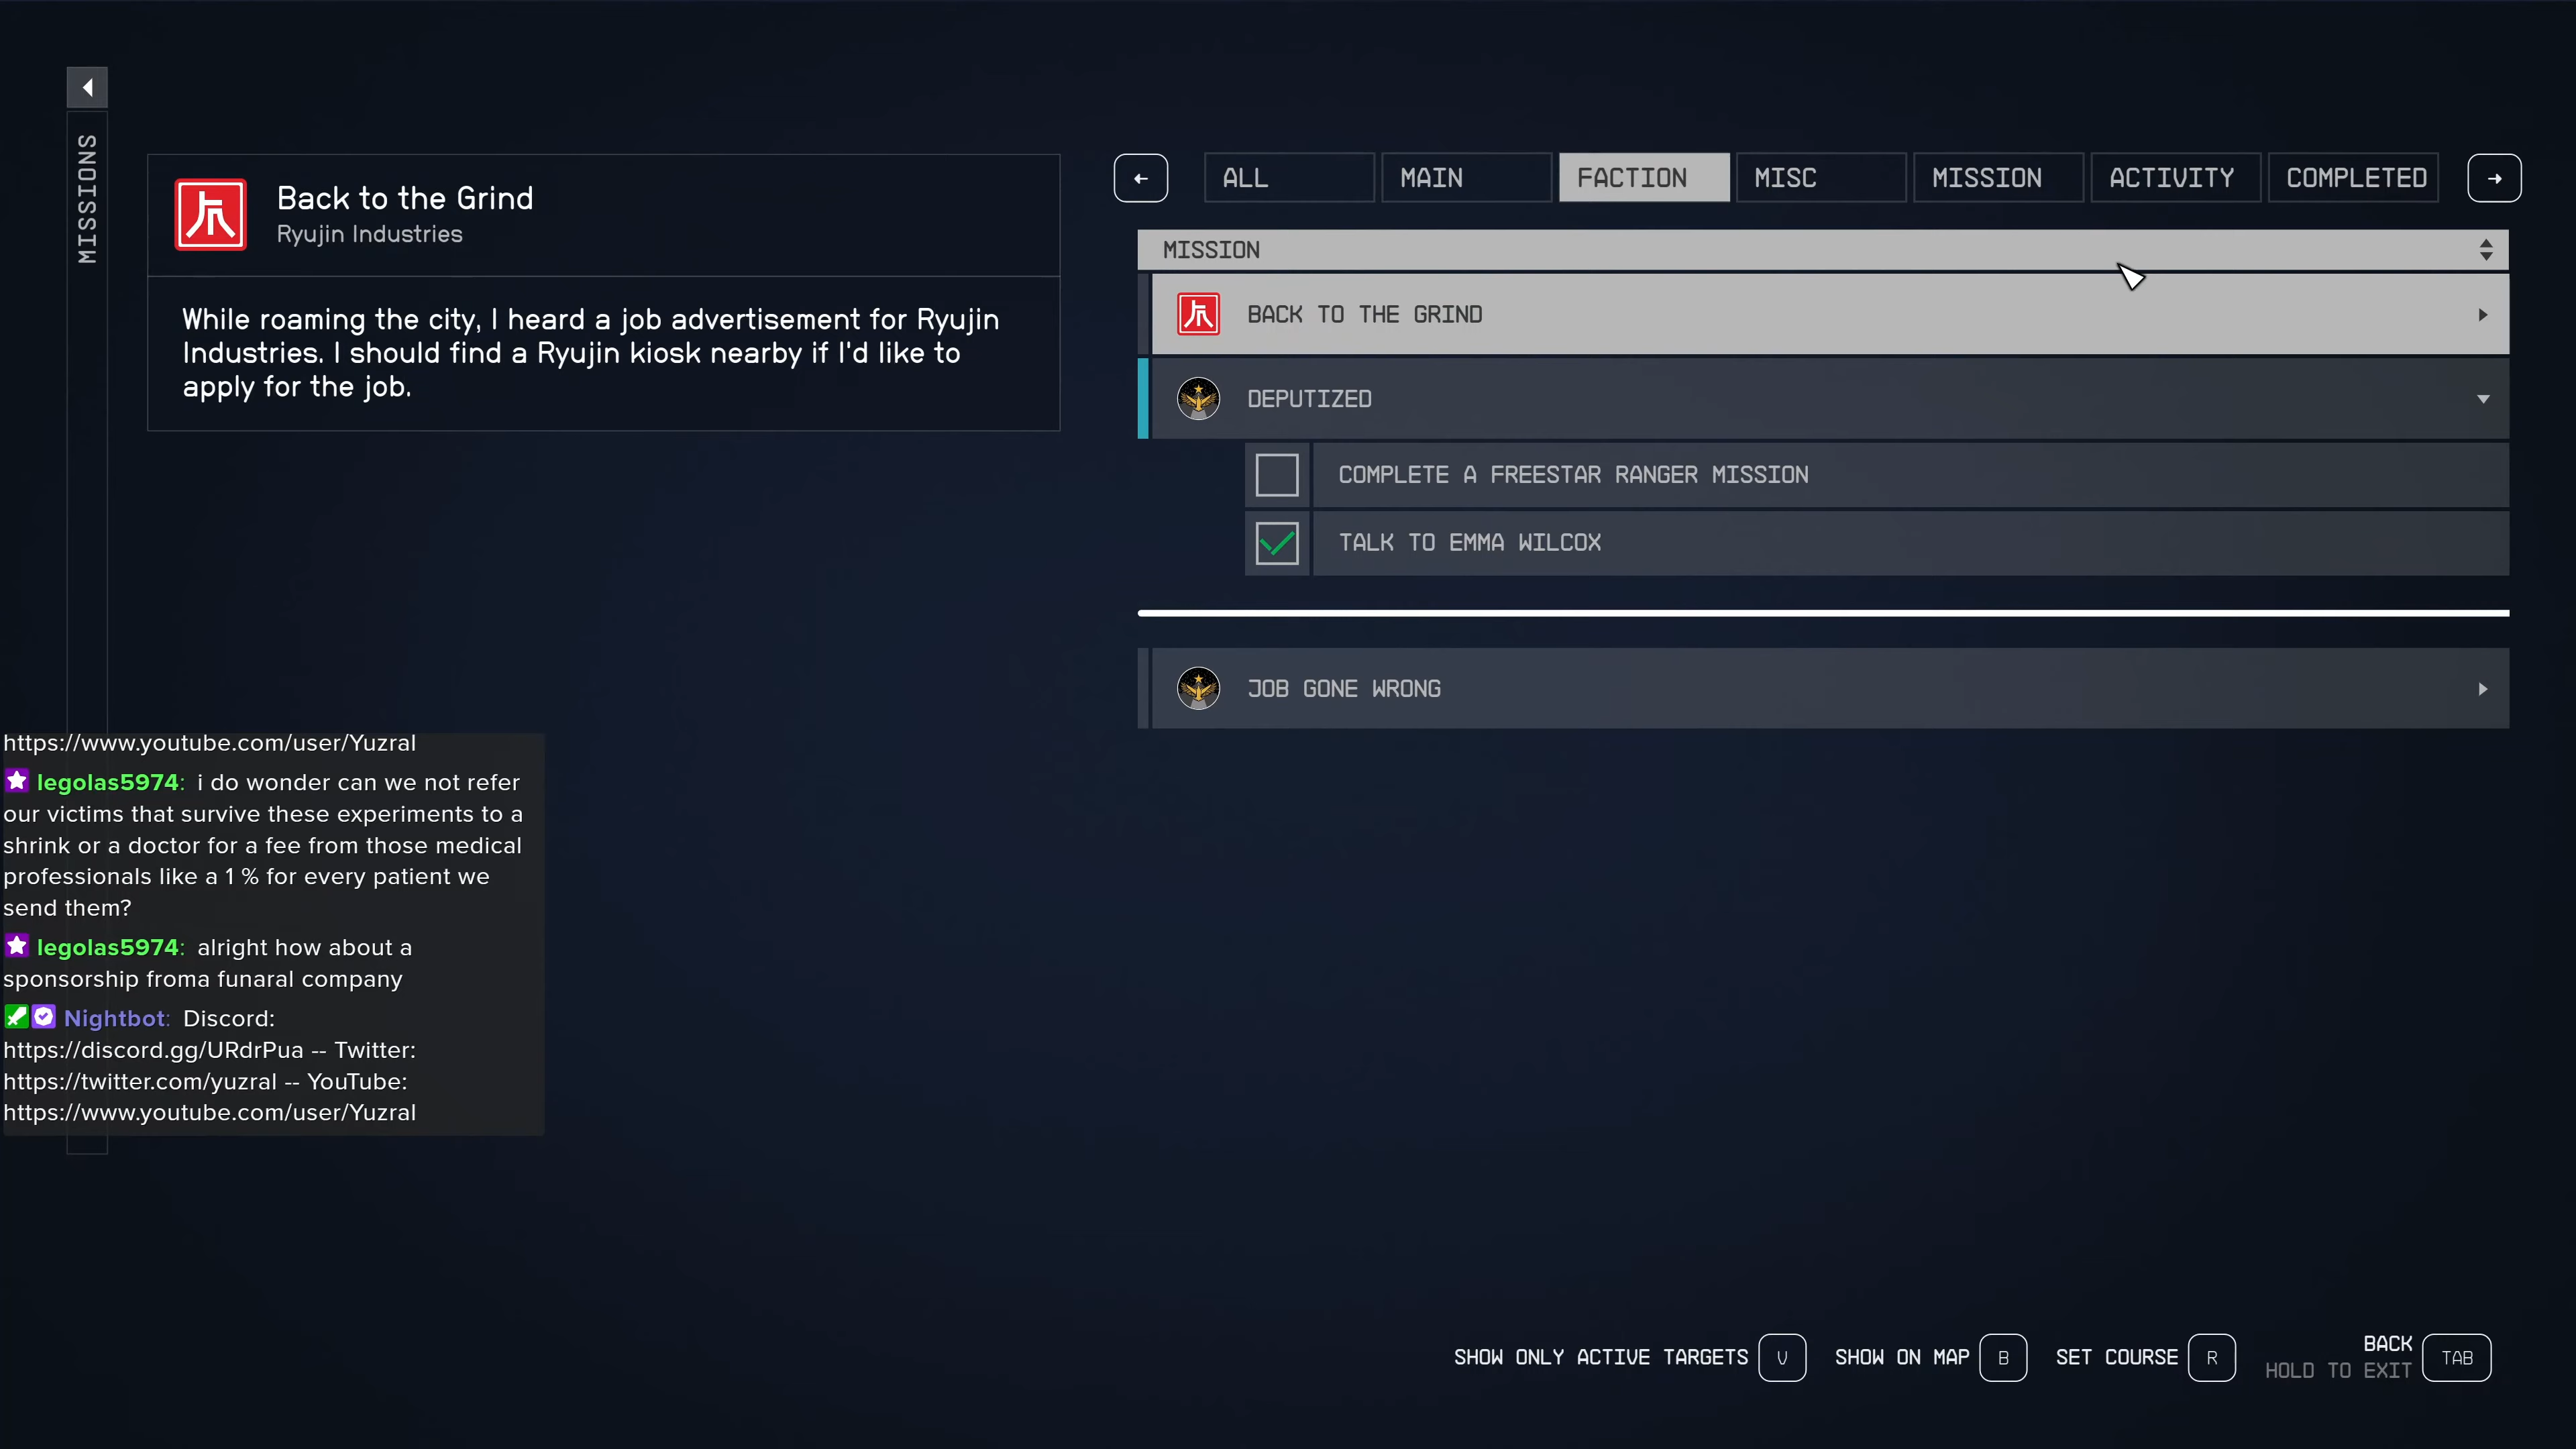 MISSIONS
Back to the Grind
Ryujin Industries
While roaming the city, I heard a job advertisement for Ryujin
Industries. I should find a Ryujin kiosk nearby if I'd like to
apply for the job.
ALL
MAIN
FACTION
MISC
MISSION
ACTIVITY
COMPLETED
MISSION
BACK TO THE GRIND
DEPUTIZED
COMPLETE A FREESTAR RANGER MISSION
TALK TO EMMA WILCOX
JOB GONE WRONG
https://www.youtube.com/user/Yuzral
legolas5974: i do wonder can we not refer
our victims that survive these experiments to a
shrink or a doctor for a fee from those medical
professionals like a 1 % for every patient we
send them?
legolas5974: alright how about a
sponsorship froma funaral company
Nightbot: Discord:
https://discord.gg/URdrPua -- Twitter:
https://twitter.com/yuzral -- YouTube:
https://www.youtube.com/user/Yuzral
SHOW ONLY ACTIVE TARGETS V
SHOW ON MAP B
SET COURSE R
BACK
HOLD TO EXIT
TAB